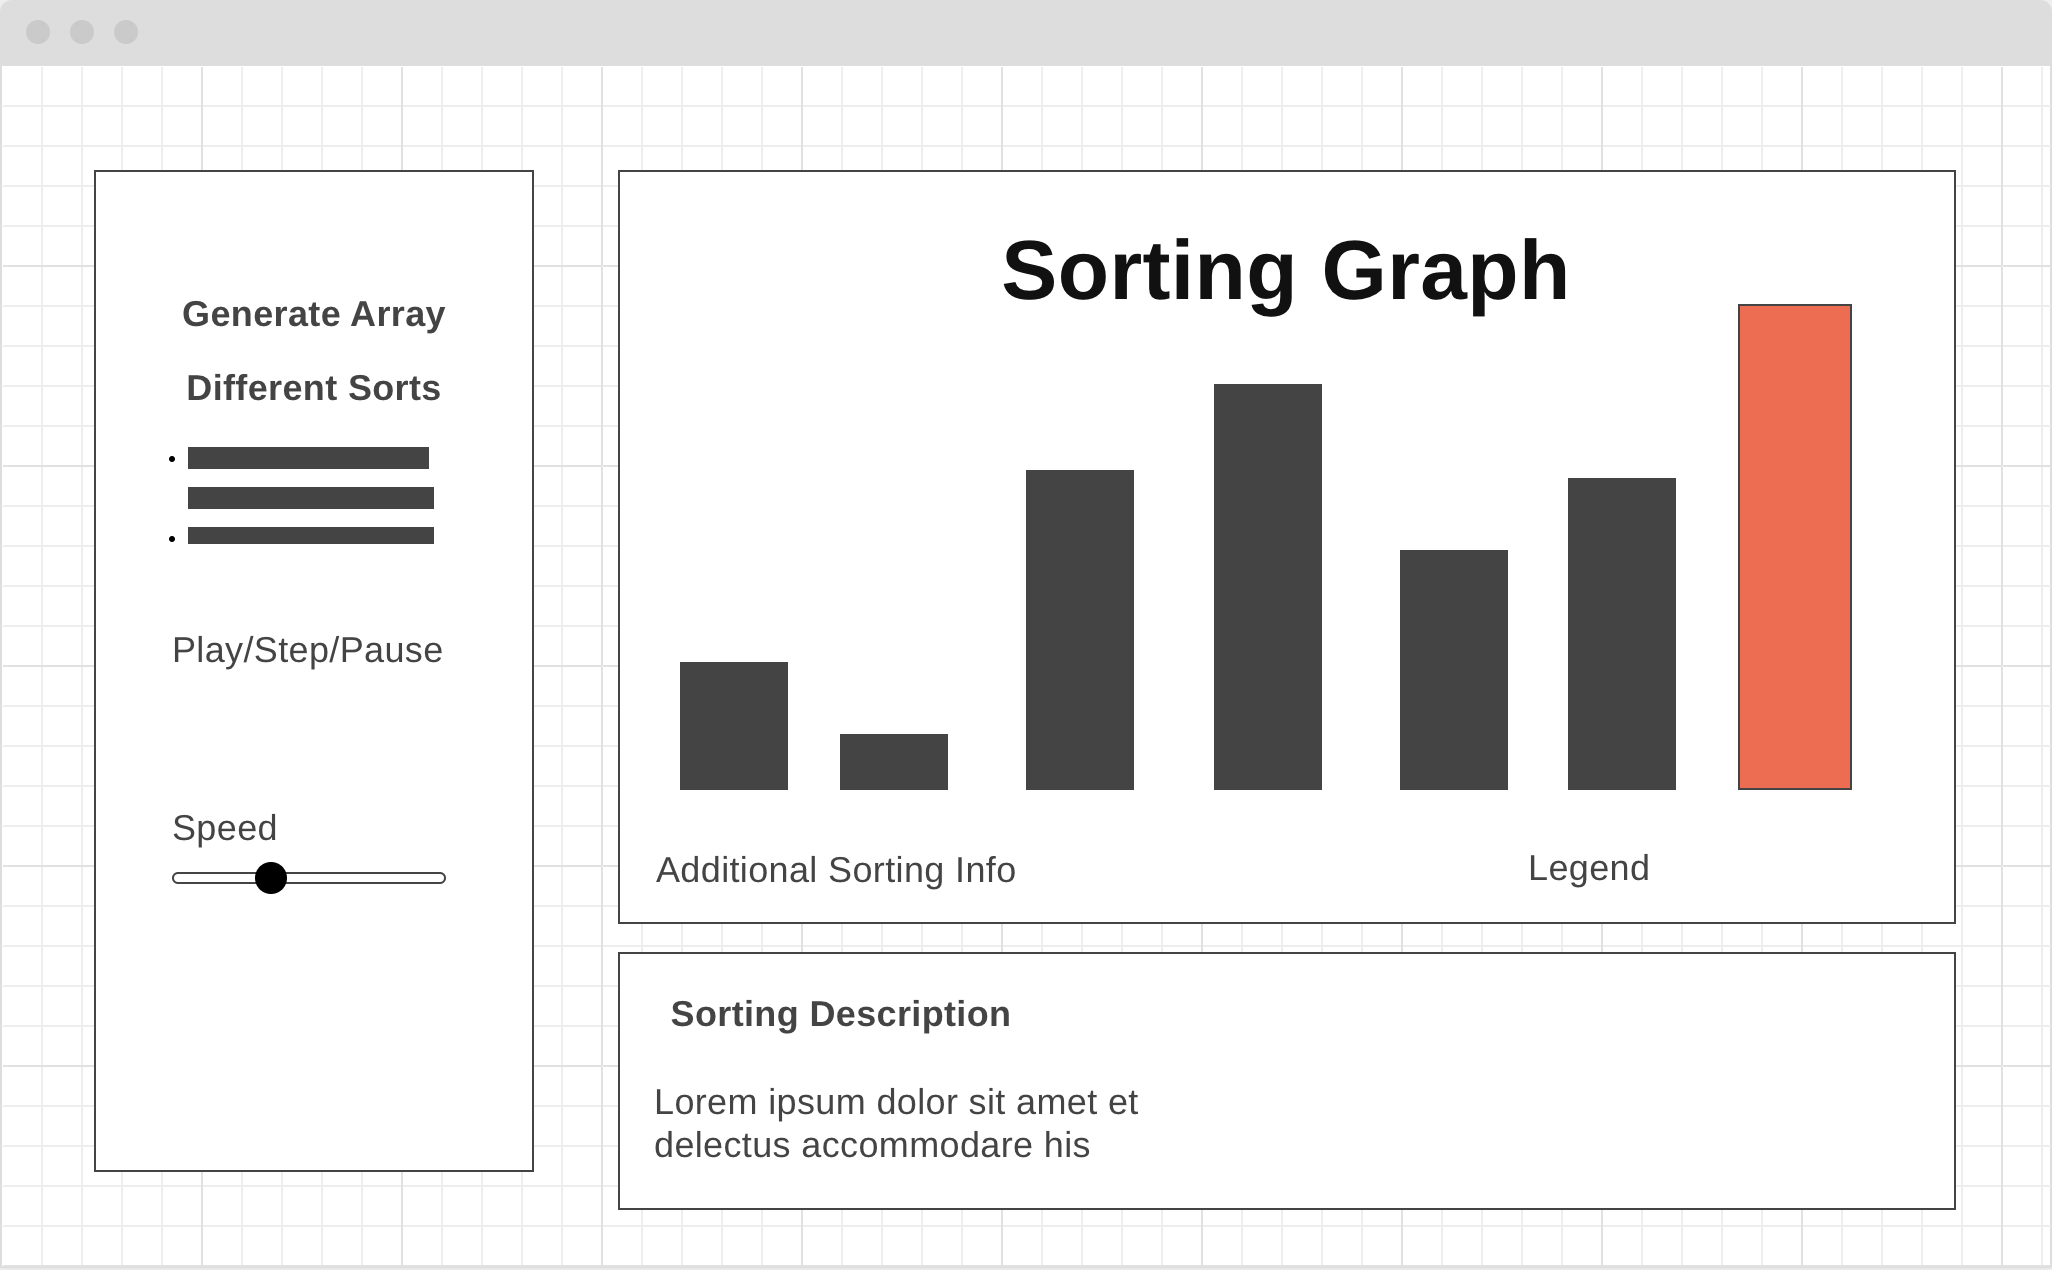 Generate Array
Different Sorts
Play/Step/Pause
Speed
Sorting Graph
Additional Sorting Info
Legend
Sorting Description
Lorem ipsum dolor sit amet et
delectus accommodare his